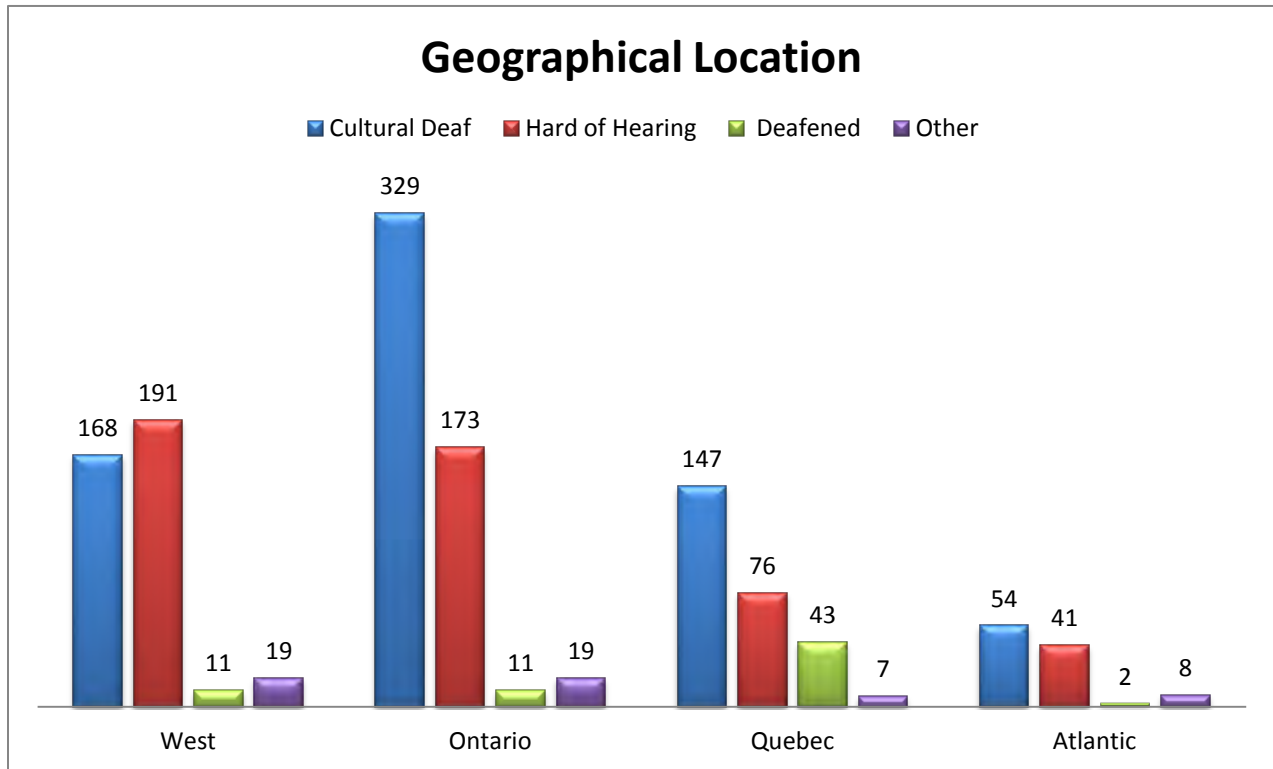 Geographical Location
Cultural Deaf Hard of Hearing Deafened Other
329
168 191 173 147
11 19 11 19 76 43 7 54 41 2 8
West Ontario Quebec Atlantic